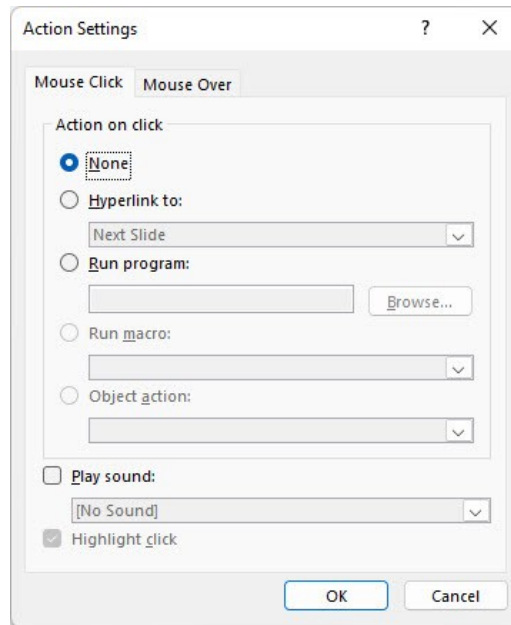 Action Settings ? X
Mouse Click Mouse Over
Action on click
None
Hyperlink to:
Next Slide
Run program:
Browse...
Run macro:
Object action:
Play sound:
[No Sound]
Highlight click
OK Cancel